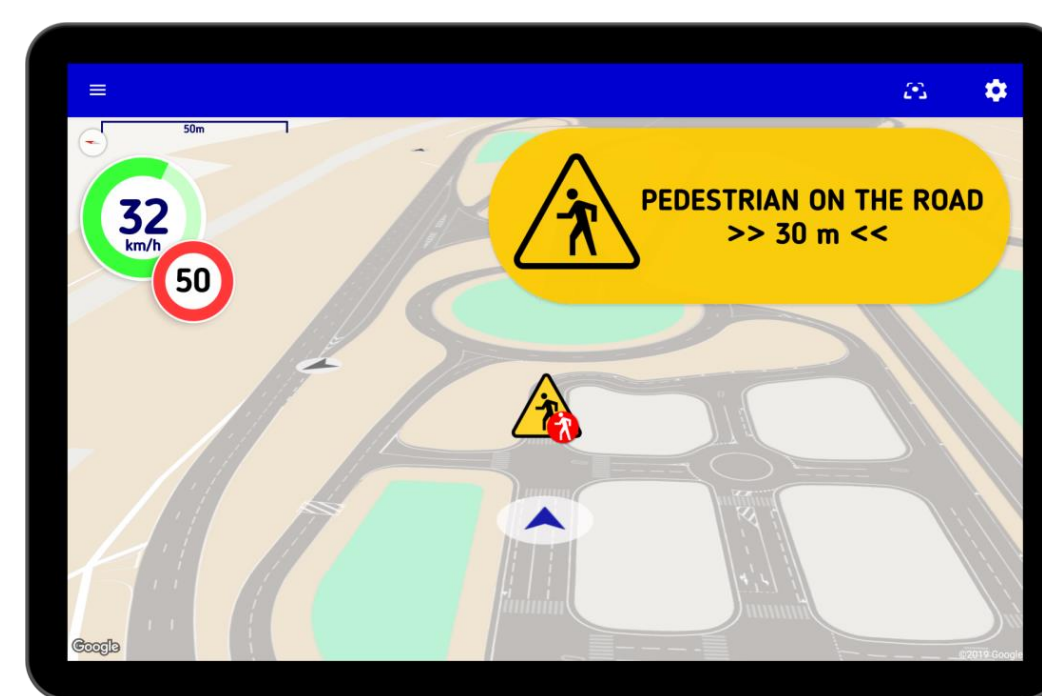 50m
32
km/h
50
PEDESTRIAN ON THE ROAD
>> 30 m <<
Google
©2019 Google